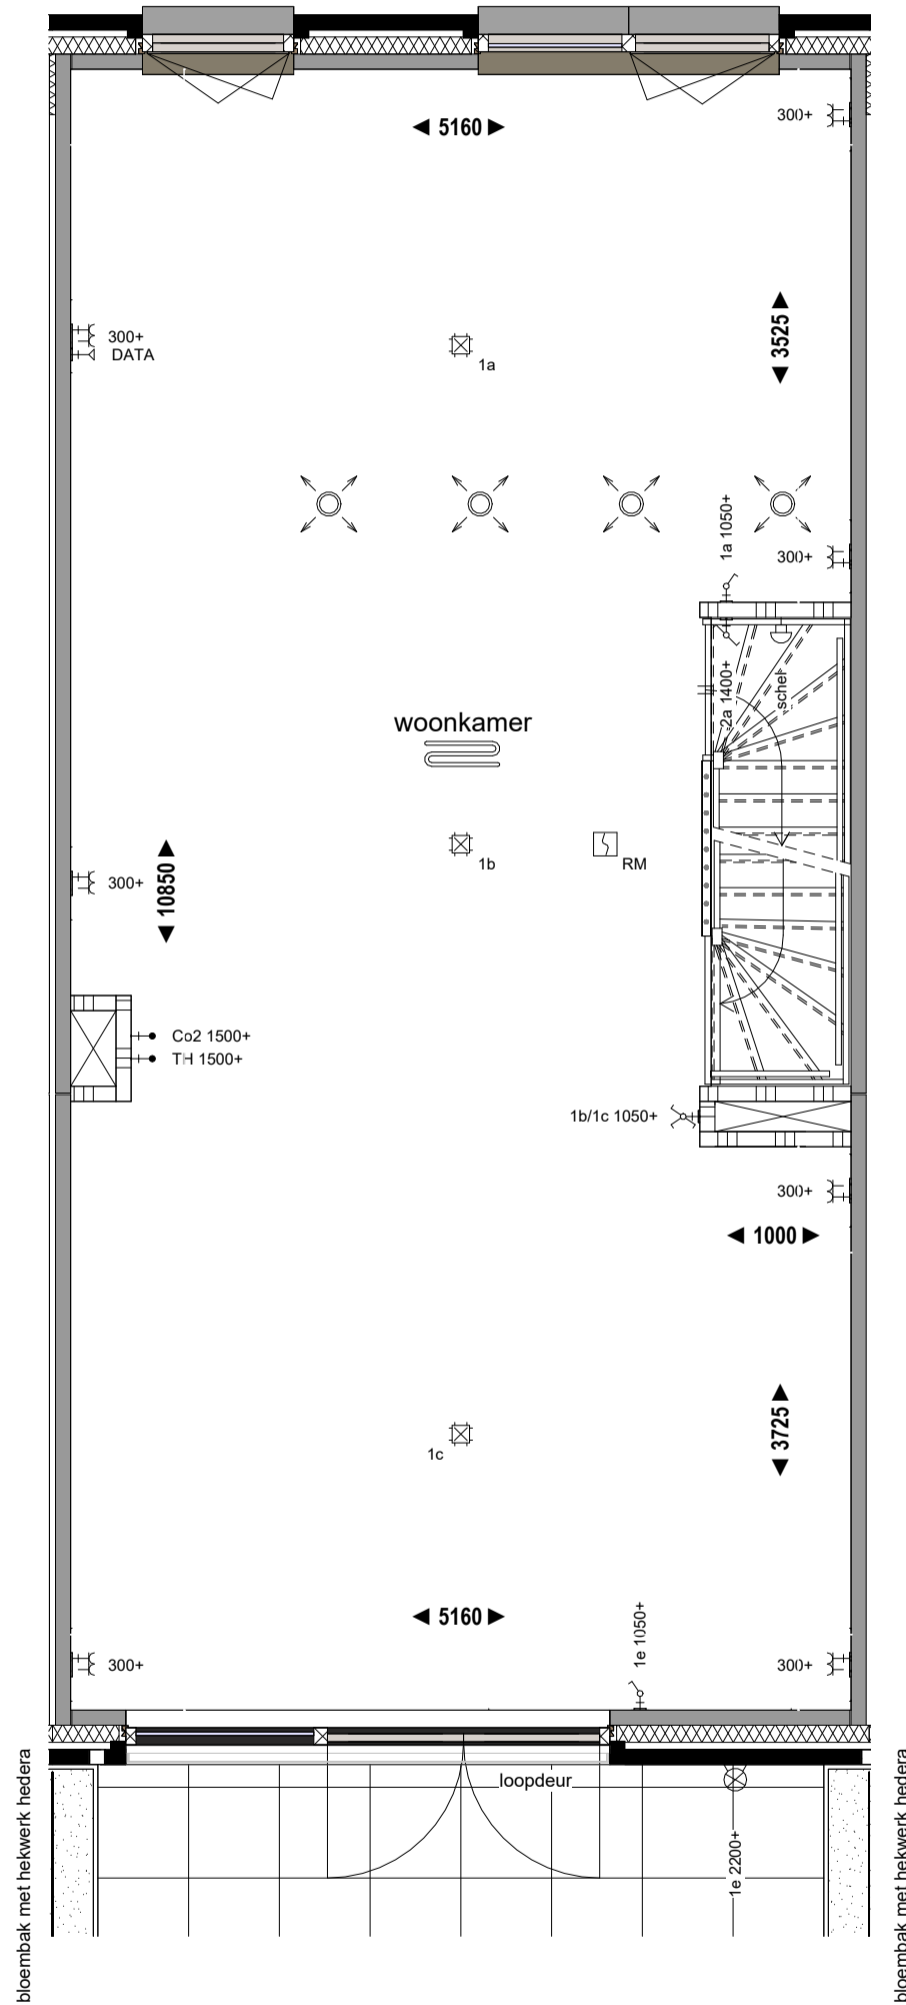 5160
300+
3525
300+
DATA
1a
1a 1050+
300+
2a 1400+
schel
woonkamer
1b
RM
10850
300+
Co2 1500+
TH 1500+
1b/1c 1050+
300+
1000
3725
1c
5160
1e 1050+
300+
300+
loopdeur
1e 2200+
bloembak met hekwerk hedera
bloembak met hekwerk hedera